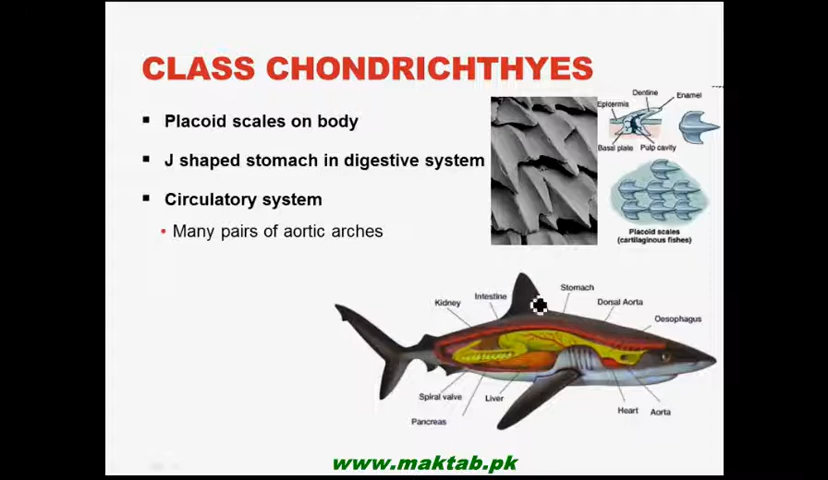 CLASS CHONDRICHTHYES
Placoid scales on body
J shaped stomach in digestive system
Circulatory system
Many pairs of aortic arches
Dentine
Enamel
Epidermis
Basal plate
Pulp cavity
Placoid scales
(cartilaginous fishes)
Stomach
Intestine
Kidney
Dorsal Aorta
Oesophagus
Spiral valve
Liver
Pancreas
Heart
Aorta
www.maktab.pk